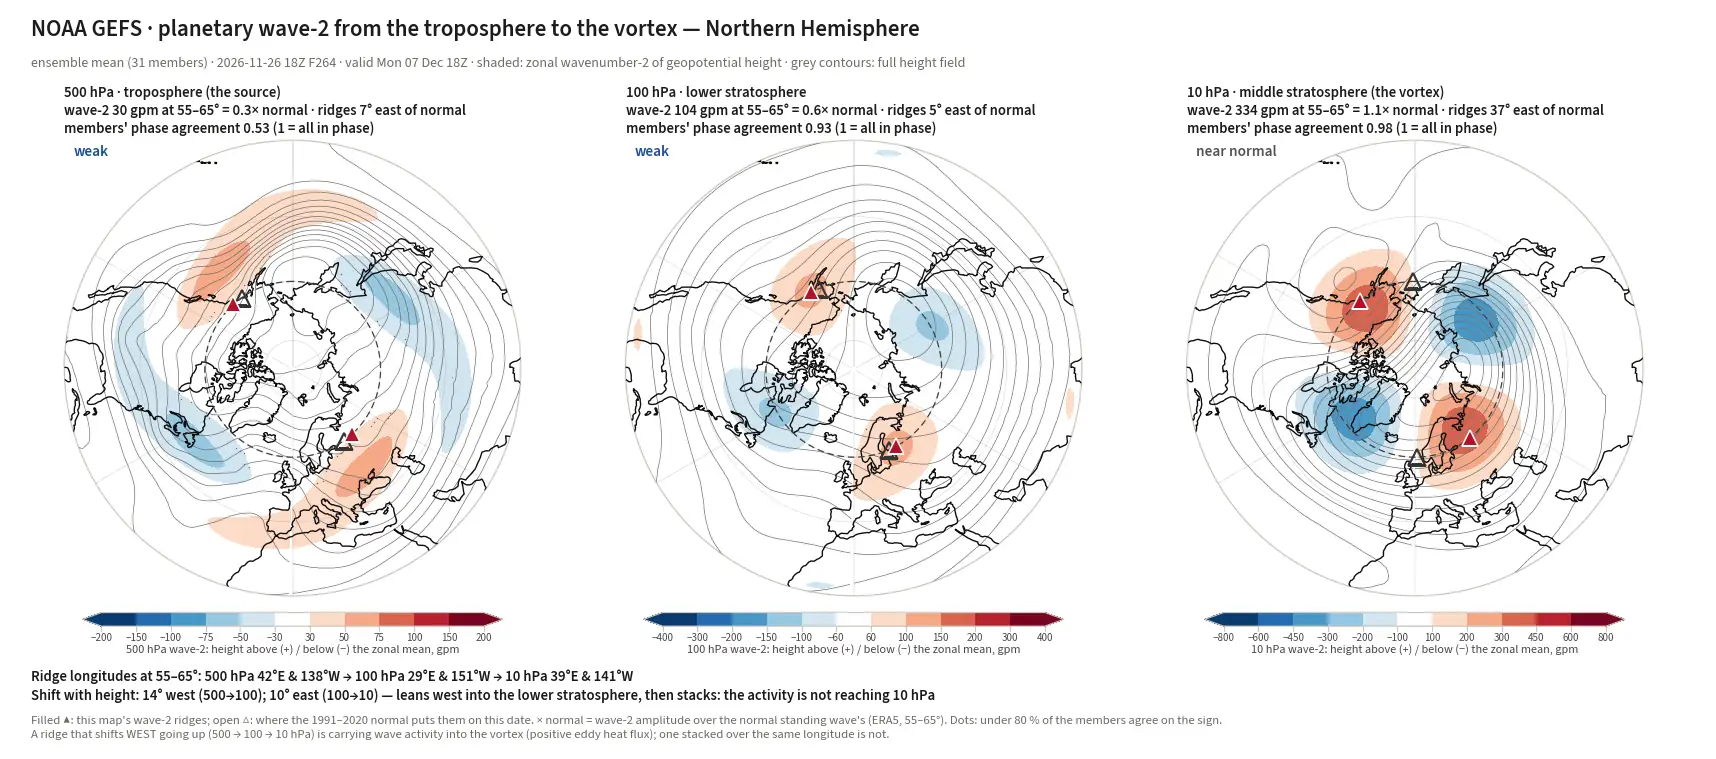 NOAA GEFS · planetary wave-2 from the troposphere to the vortex — Northern Hemisphere
ensemble mean (31 members) · 2026-11-26 18Z F264 · valid Mon 07 Dec 18Z · shaded: zonal wavenumber-2 of geopotential height · grey contours: full height field
500 hPa · troposphere (the source)
wave-2 30 gpm at 55–65° = 0.3× normal · ridges 7° east of normal
members' phase agreement 0.53 (1 = all in phase)
weak
100 hPa · lower stratosphere
wave-2 104 gpm at 55–65° = 0.6× normal · ridges 5° east of normal
members' phase agreement 0.93 (1 = all in phase)
weak
10 hPa · middle stratosphere (the vortex)
wave-2 334 gpm at 55–65° = 1.1× normal · ridges 37° east of normal
members' phase agreement 0.98 (1 = all in phase)
near normal
−200 −150 −100 −75 −50 −30 30 50 75 100 150 200
500 hPa wave-2: height above (+) / below (−) the zonal mean, gpm
−400 −300 −200 −150 −100 −60 60 100 150 200 300 400
100 hPa wave-2: height above (+) / below (−) the zonal mean, gpm
−800 −600 −450 −300 −200 −100 100 200 300 450 600 800
10 hPa wave-2: height above (+) / below (−) the zonal mean, gpm
Ridge longitudes at 55–65°: 500 hPa 42°E & 138°W → 100 hPa 29°E & 151°W → 10 hPa 39°E & 141°W
Shift with height: 14° west (500→100); 10° east (100→10) — leans west into the lower stratosphere, then stacks: the activity is not reaching 10 hPa
Filled ▲: this map's wave-2 ridges; open △: where the 1991–2020 normal puts them on this date. × normal = wave-2 amplitude over the normal standing wave's (ERA5, 55–65°). Dots: under 80 % of the members agree on the sign.
A ridge that shifts WEST going up (500 → 100 → 10 hPa) is carrying wave activity into the vortex (positive eddy heat flux); one stacked over the same longitude is not.